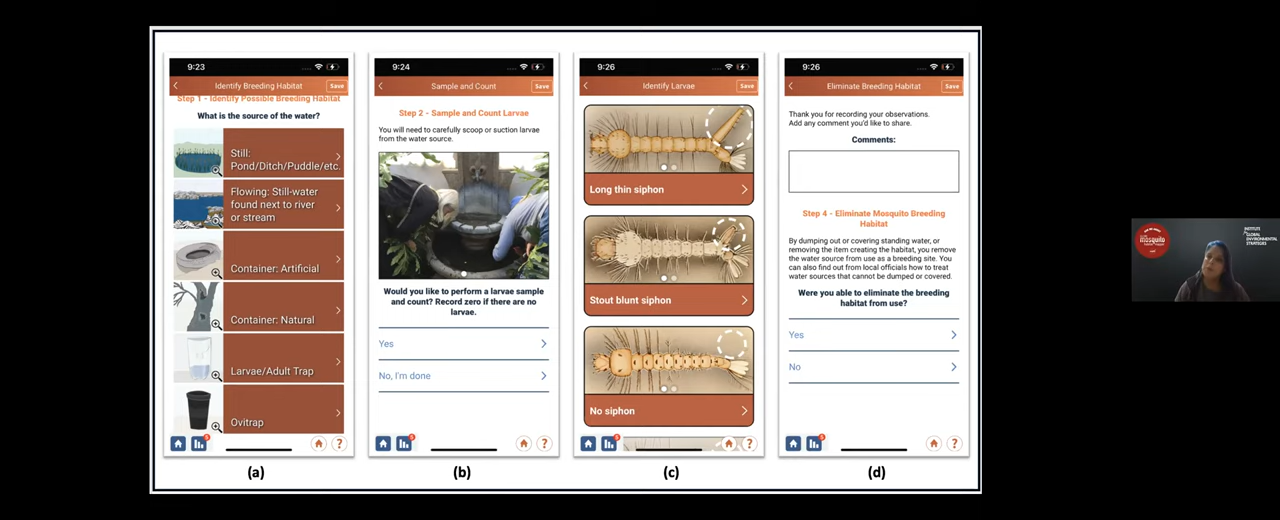 9:23
Identify Breeding Habitat
Save
Step 1 - Identify Possible Breeding Habitat
What is the source of the water?
Still:
Pond/Ditch/Puddle/etc.
Flowing: Still-water
found next to river
or stream
Container: Artificial
Container: Natural
Larvae/Adult Trap
Ovitrap
?
(a)
9:24
Sample and Count
Save
Step 2 - Sample and Count Larvae
You will need to carefully scoop or suction larvae
from the water source.
Would you like to perform a larvae sample
and count? Record zero if there are no
larvae.
Yes
No, I'm done
?
(b)
9:26
Identify Larvae
Save
Long thin siphon
Stout blunt siphon
No siphon
?
(c)
9:26
Eliminate Breeding Habitat
Save
Thank you for recording your observations.
Add any comment you'd like to share.
Comments:
Step 4 - Eliminate Mosquito Breeding
Habitat
By dumping out or covering standing water, or
removing the item creating the habitat, you remove
the water source from use as a breeding site. You
can also find out from local officials how to treat
water sources that cannot be dumped or covered.
Were you able to eliminate the breeding
habitat from use?
Yes
No
?
(d)
mosquito
INSTITUTE
for GLOBAL
ENVIRONMENTAL
STRATEGIES